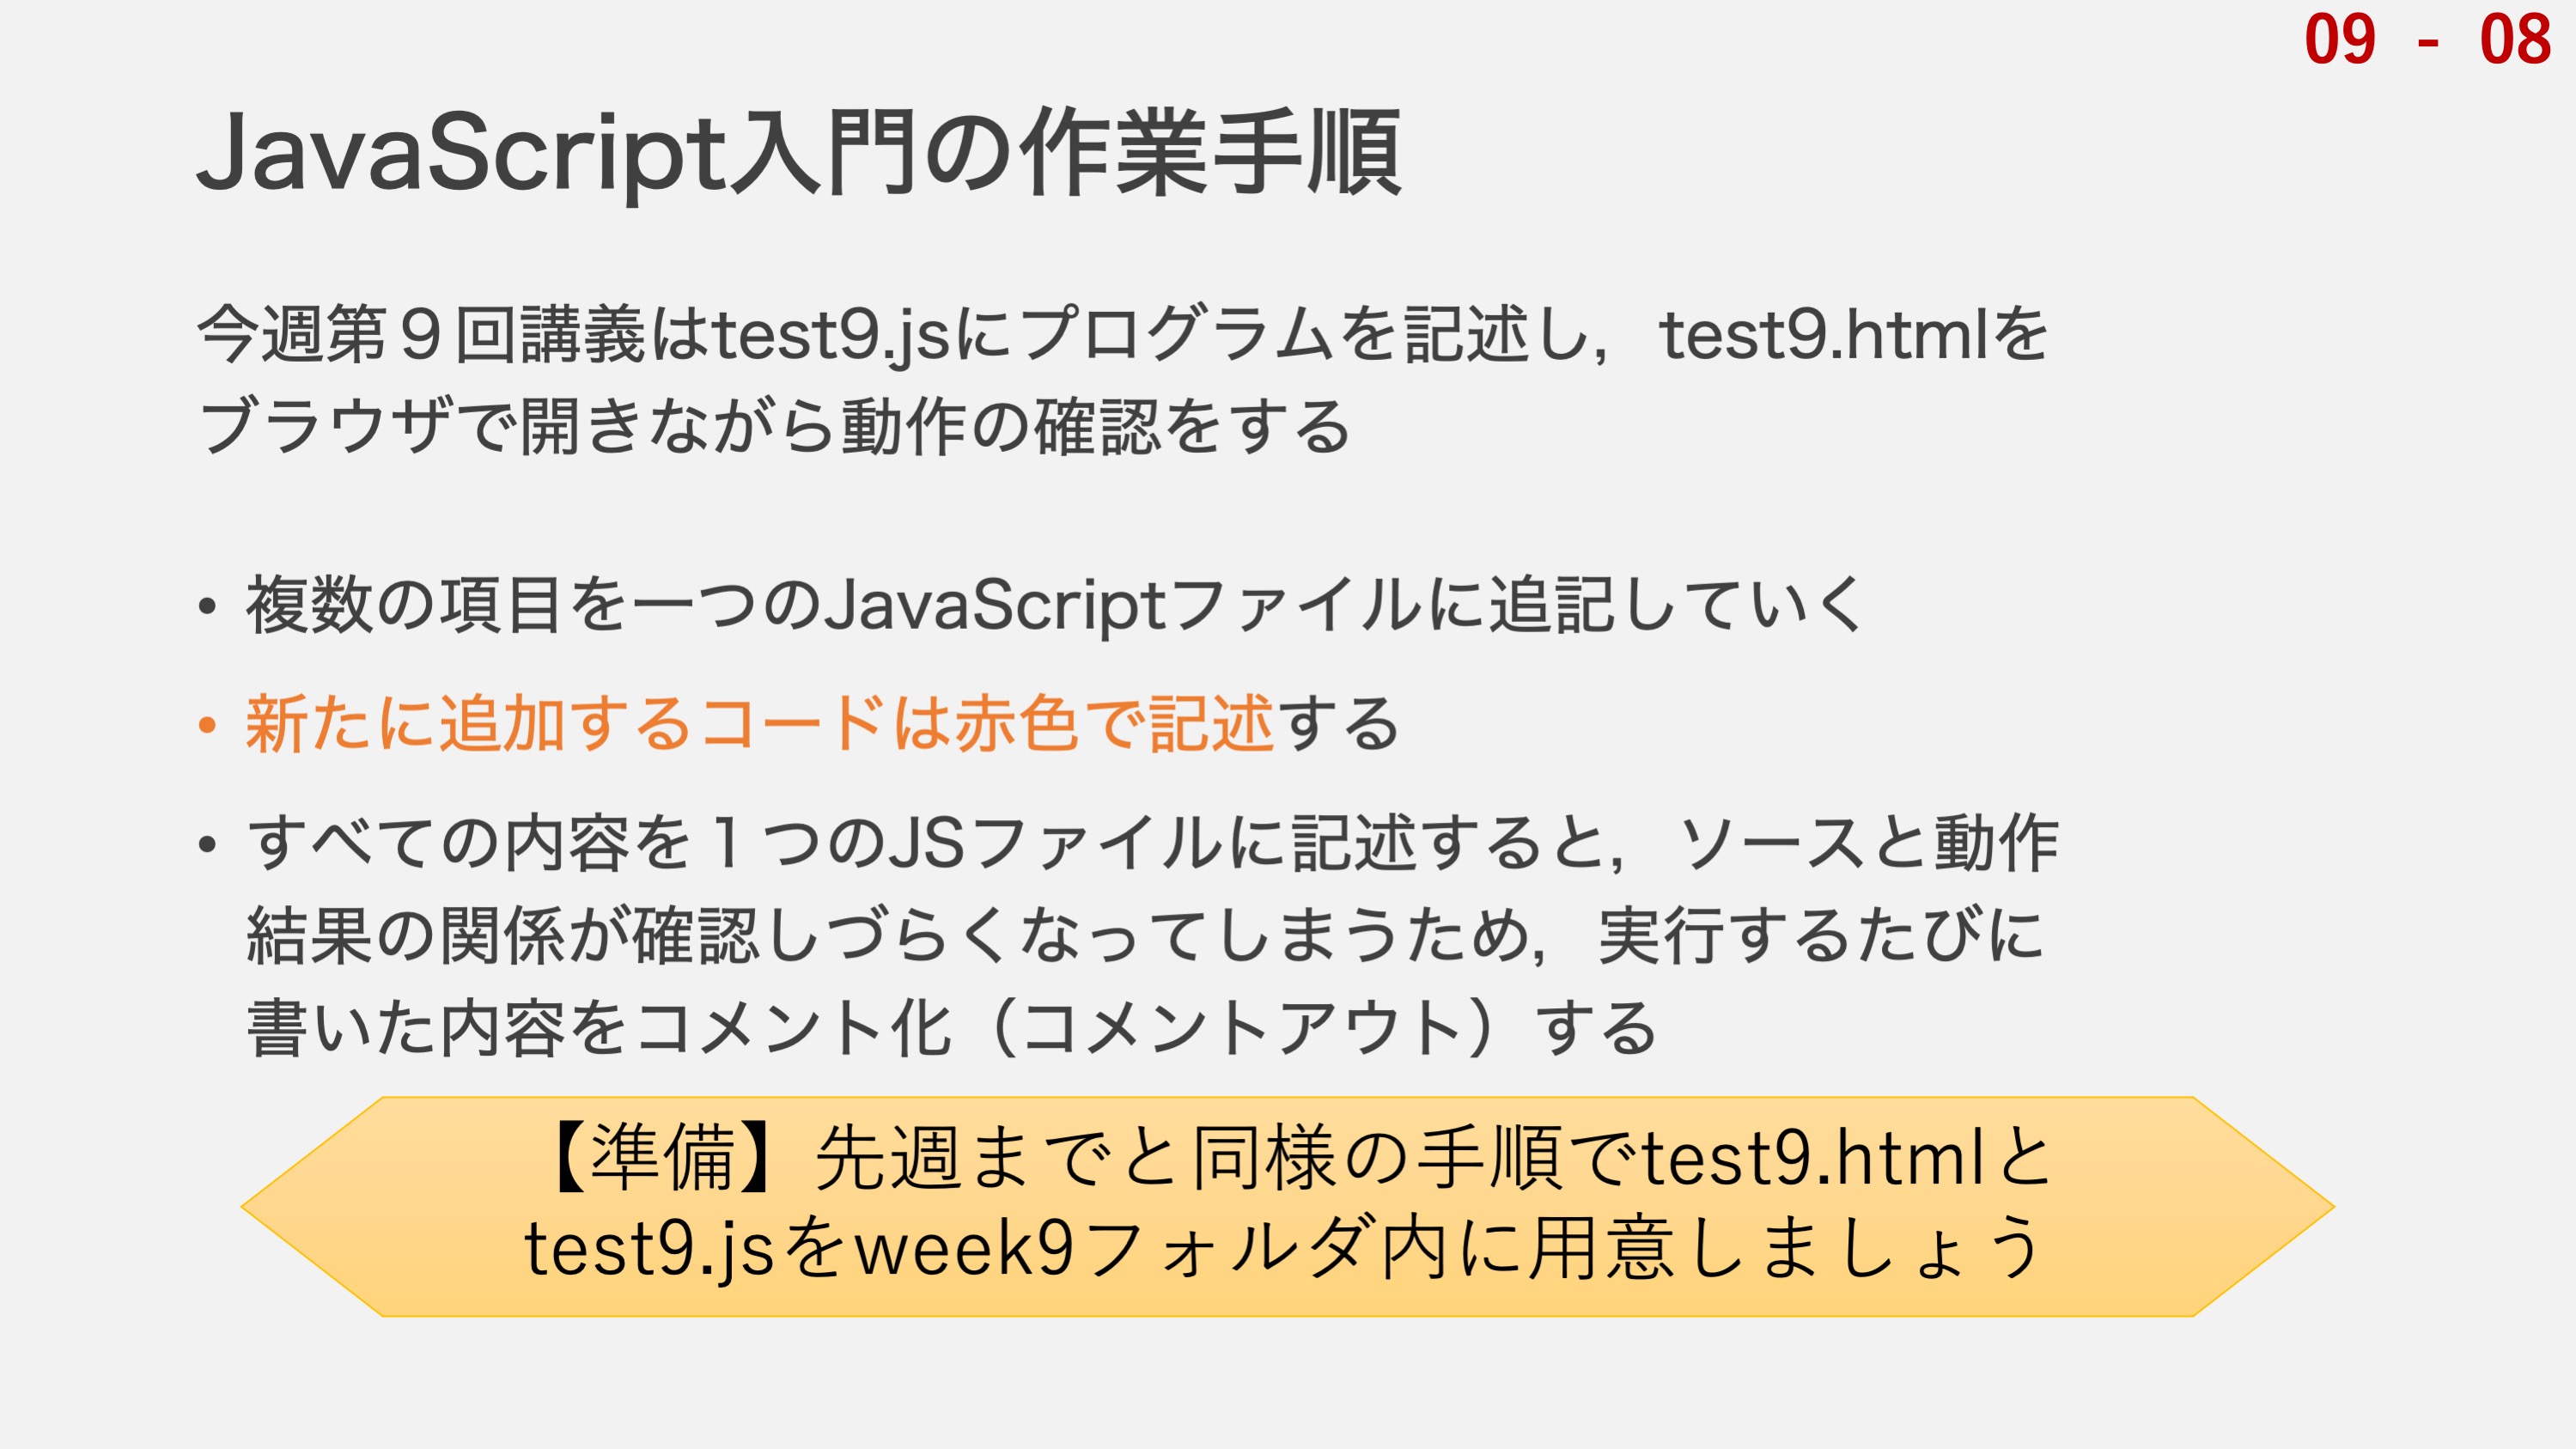 09 - 08
JavaScript入門の作業手順
今週第９回講義はtest9.jsにプログラムを記述し，test9.htmlを
ブラウザで開きながら動作の確認をする
• 複数の項目を一つのJavaScriptファイルに追記していく
• 新たに追加するコードは赤色で記述する
• すべての内容を１つのJSファイルに記述すると，ソースと動作
結果の関係が確認しづらくなってしまうため，実行するたびに
書いた内容をコメント化（コメントアウト）する
【準備】先週までと同様の手順でtest9.htmlと
test9.jsをweek9フォルダ内に用意しましょう